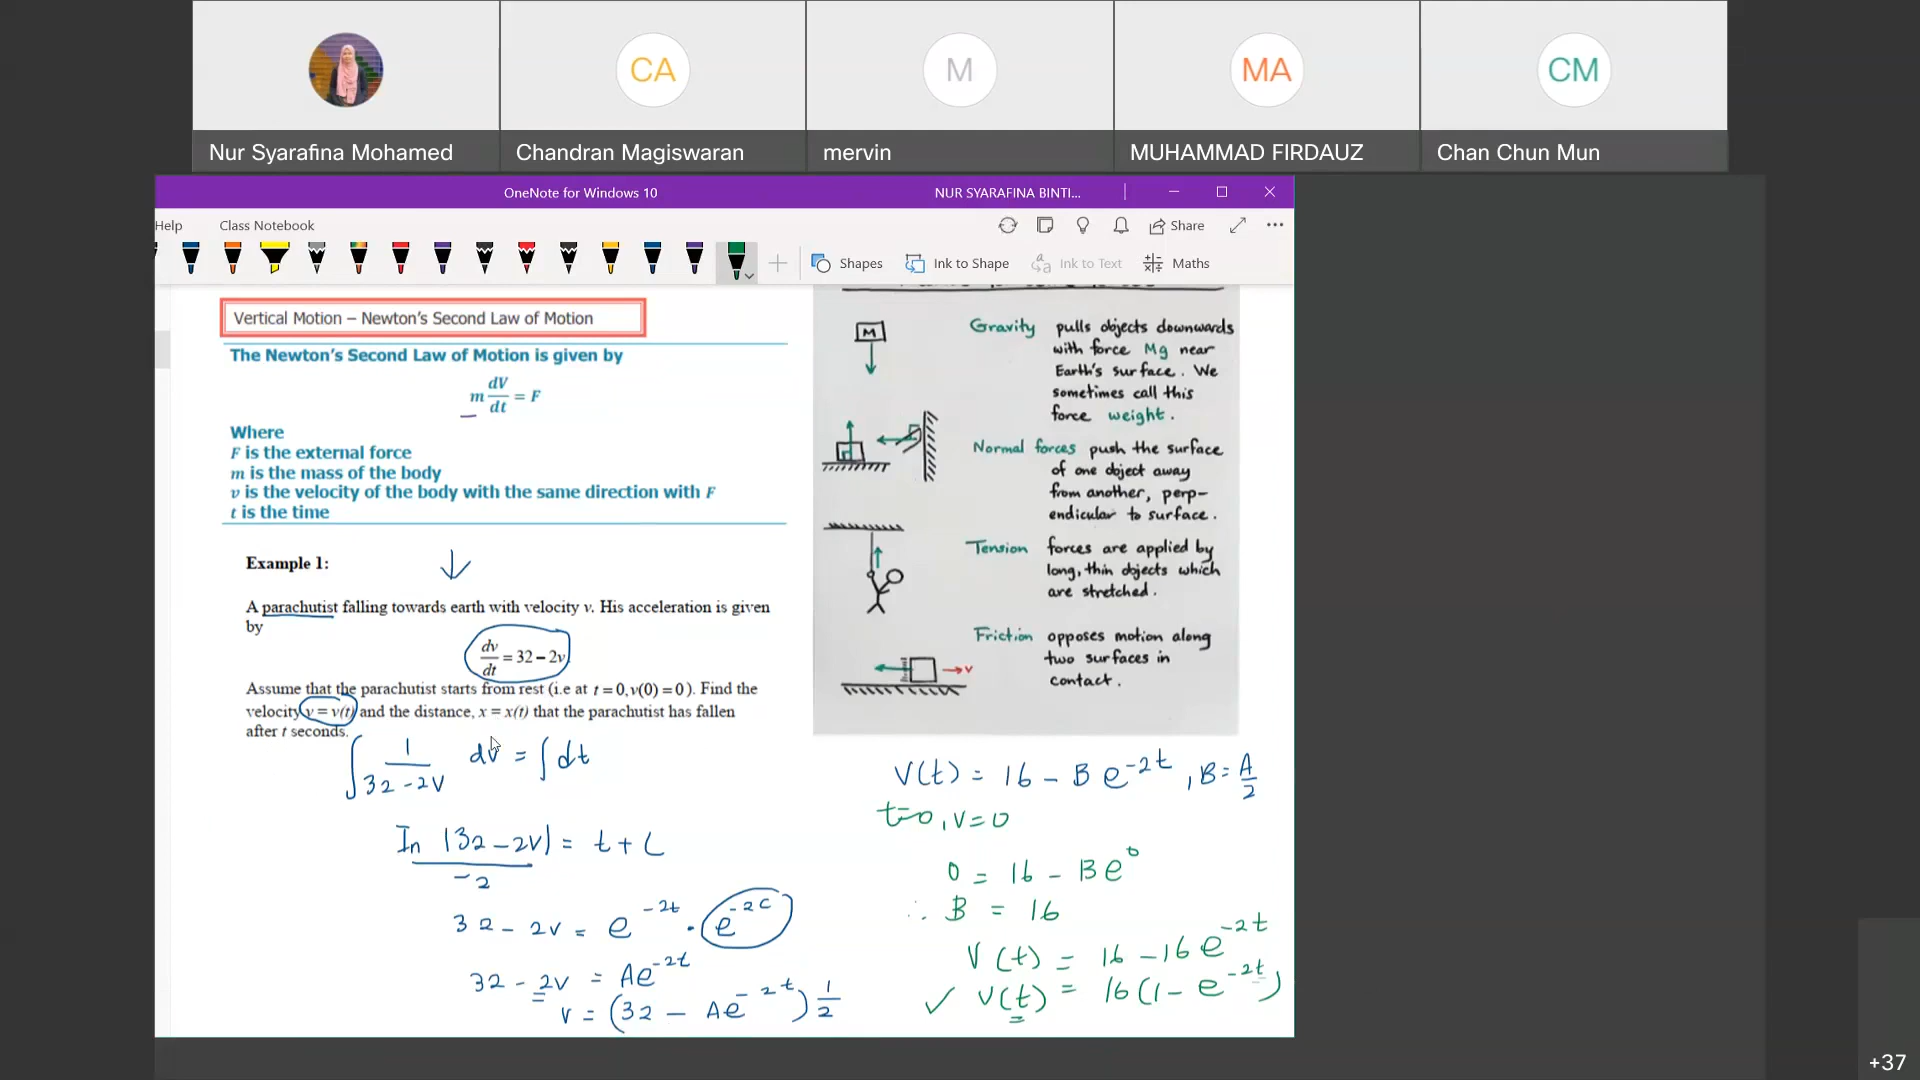 CA
M
MA
CM
Nur Syarafina Mohamed
Chandran Magiswaran
mervin
MUHAMMAD FIRDAUZ
Chan Chun Mun
OneNote for Windows 10
NUR SYARAFINA BINTI...
Help
Class Notebook
Share
Shapes
Ink to Shape
Ink to Text
Maths
Vertical Motion – Newton's Second Law of Motion
The Newton's Second Law of Motion is given by
m dV/dt = F
Where
F is the external force
m is the mass of the body
v is the velocity of the body with the same direction with F
t is the time
Example 1:
A parachutist falling towards earth with velocity v. His acceleration is given
by
dv/dt = 32 – 2v
Assume that the parachutist starts from rest (i.e at t = 0, v(0) = 0). Find the
velocity v = v(t) and the distance, x = x(t) that the parachutist has fallen
after t seconds.
∫ 1/(32 - 2V) dv = ∫ dt
In |32 - 2V| / -2 = t + C
32 - 2v = e^{-2t} . e^{-2C}
32 - 2v = Ae^{-2t}
v = (32 - Ae^{-2t}) 1/2
M
Gravity pulls objects downwards
with force Mg near
Earth's surface. We
sometimes call this
force weight.
Normal forces push the surface
of one object away
from another, perp-
endicular to surface.
Tension forces are applied by
long, thin objects which
are stretched.
Friction opposes motion along
two surfaces in
contact.
v
V(t) = 16 - B e^{-2t}, B = A/2
t=0, V=0
0 = 16 - Be^0
∴ B = 16
V(t) = 16 - 16e^{-2t}
✓ V(t) = 16(1 - e^{-2t})
+37